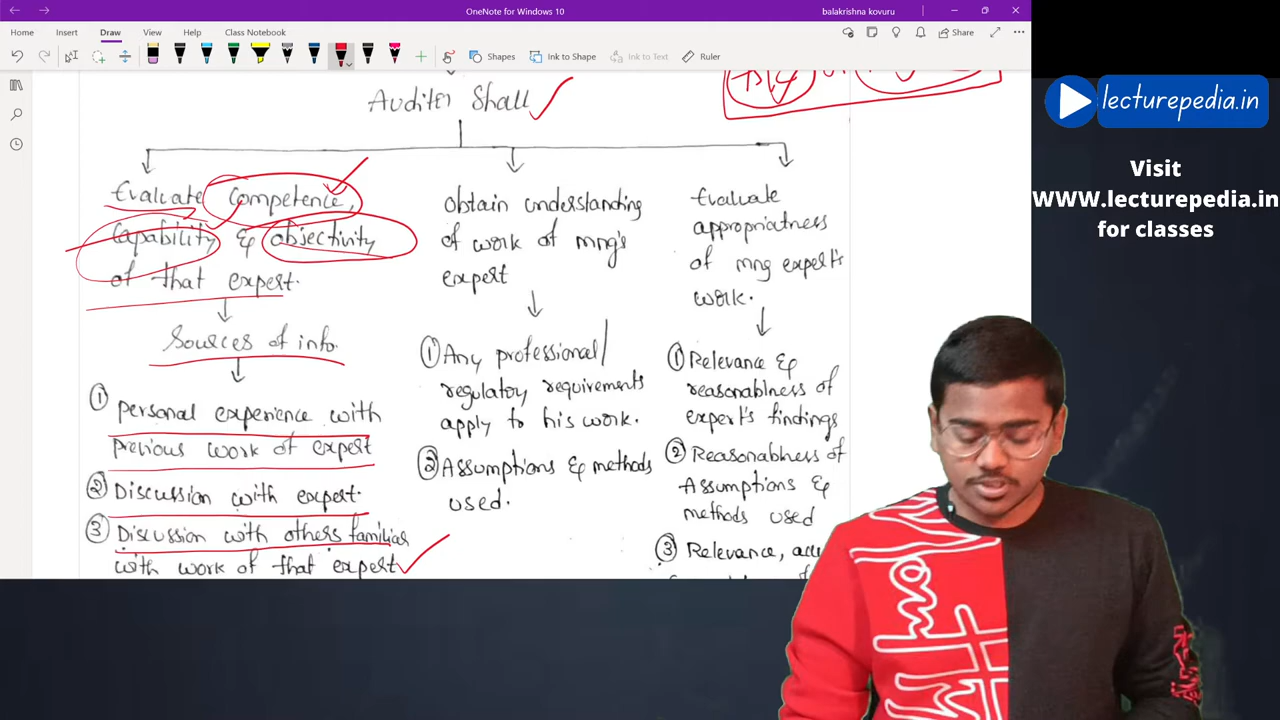 OneNote for Windows 10
balakrishna kovuru
Home
Insert
Draw
View
Help
Class Notebook
Share
Shapes
Ink to Shape
Ink to Text
Ruler
lecturepedia.in
Visit
WWW.lecturepedia.in
for classes
Auditor Shall
Evaluate Competence,
Capability & objectivity
of that expert.
Sources of info.
① personal experience with
previous work of expert
② Discussion with expert.
③ Discussion with others familiar
with work of that expert
obtain understanding
of work of mng's
expert
① Any professional/
regulatory requirements
apply to his work.
② Assumptions & methods
used.
Evaluate
appropriatness
of mng expert's
work.
① Relevance &
reasonablness of
expert's findings
② Reasonablness of
Assumptions &
methods used
③ Relevance,